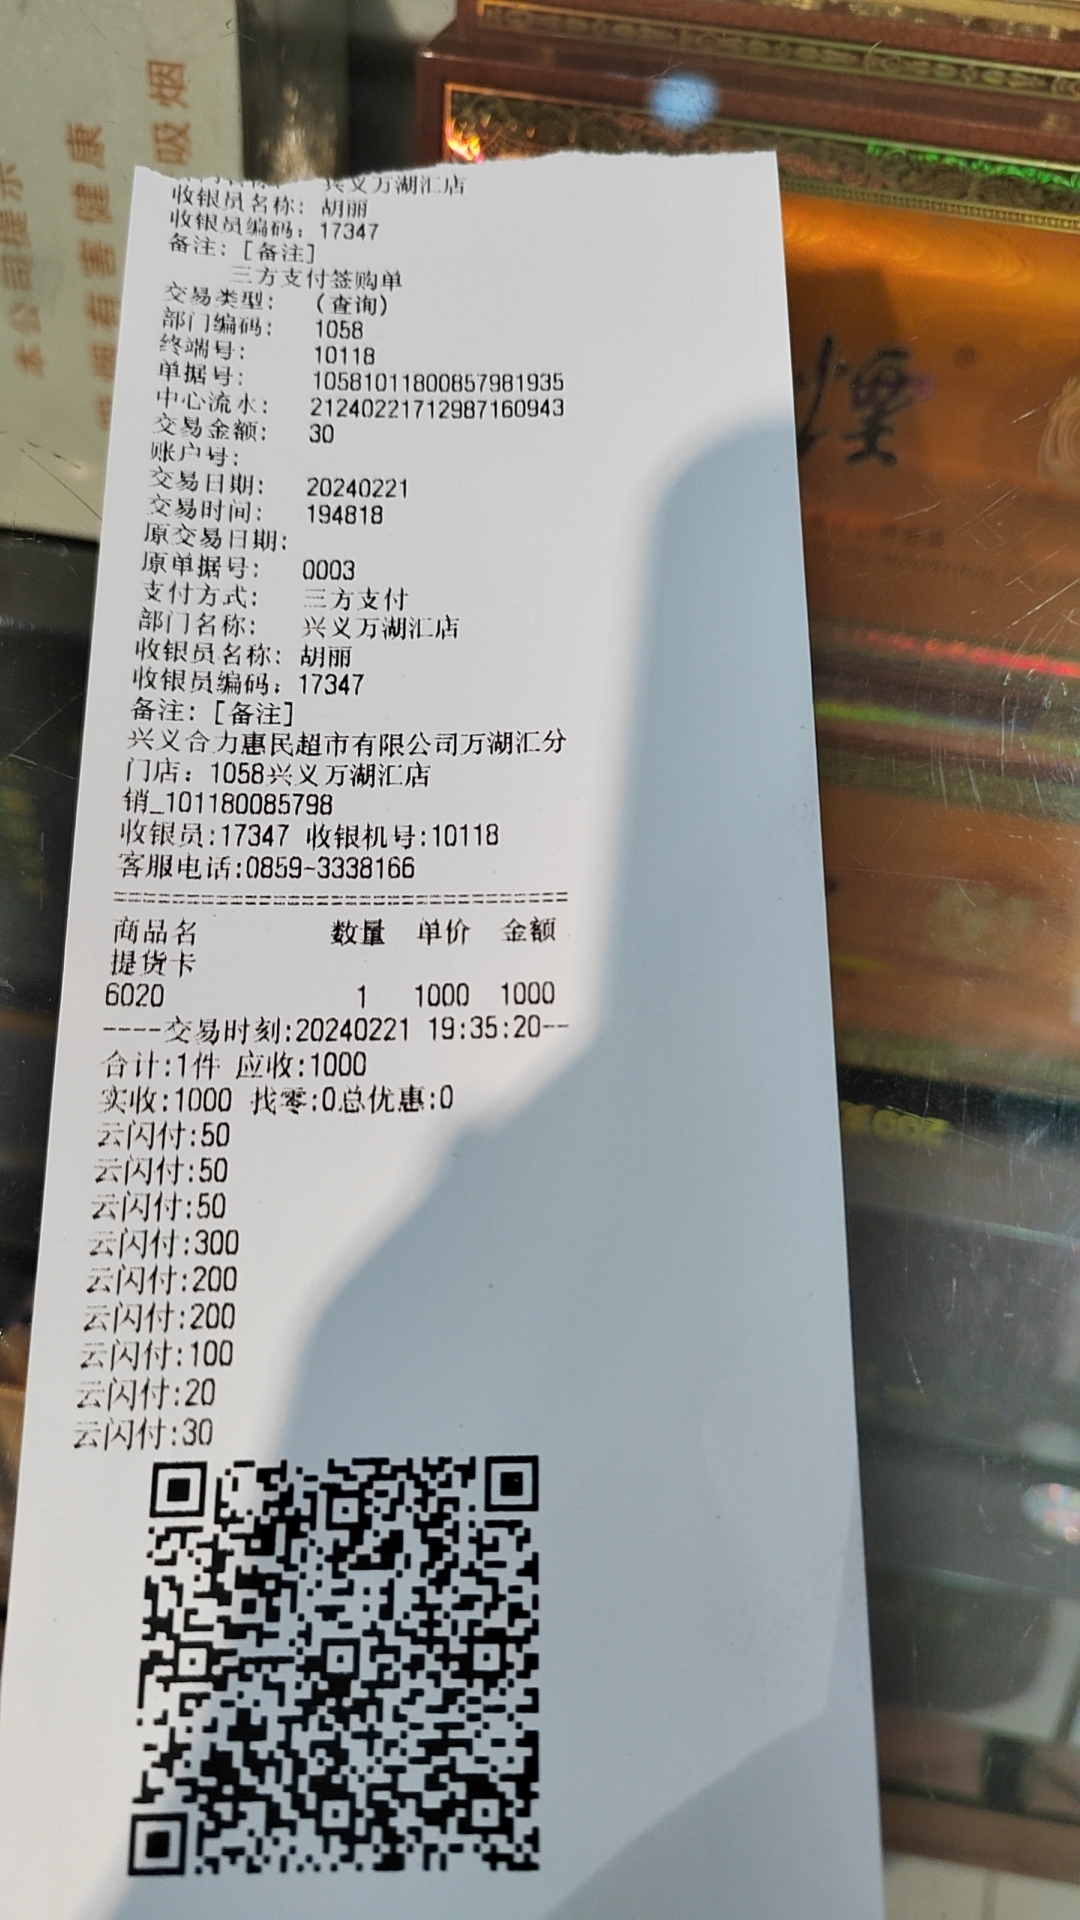 兴义万湖汇店
收银员名称: 胡丽
收银员编码: 17347
备注: [备注]
三方支付签购单
交易类型: (查询)
部门编码: 1058
终端号: 10118
单据号: 10581011800857981935
中心流水: 21240221712987160943
交易金额: 30
账户号:
交易日期: 20240221
交易时间: 194818
原交易日期:
原单据号: 0003
支付方式: 三方支付
部门名称: 兴义万湖汇店
收银员名称: 胡丽
收银员编码: 17347
备注: [备注]
兴义合力惠民超市有限公司万湖汇分
门店: 1058兴义万湖汇店
销_101180085798
收银员:17347 收银机号:10118
客服电话:0859-3338166
商品名 数量 单价 金额
提货卡
6020 1 1000 1000
----交易时刻:20240221 19:35:20--
合计:1件 应收:1000
实收:1000 找零:0总优惠:0
云闪付:50
云闪付:50
云闪付:50
云闪付:300
云闪付:200
云闪付:200
云闪付:100
云闪付:20
云闪付:30
本公司提示
有害健康
吸烟
煙